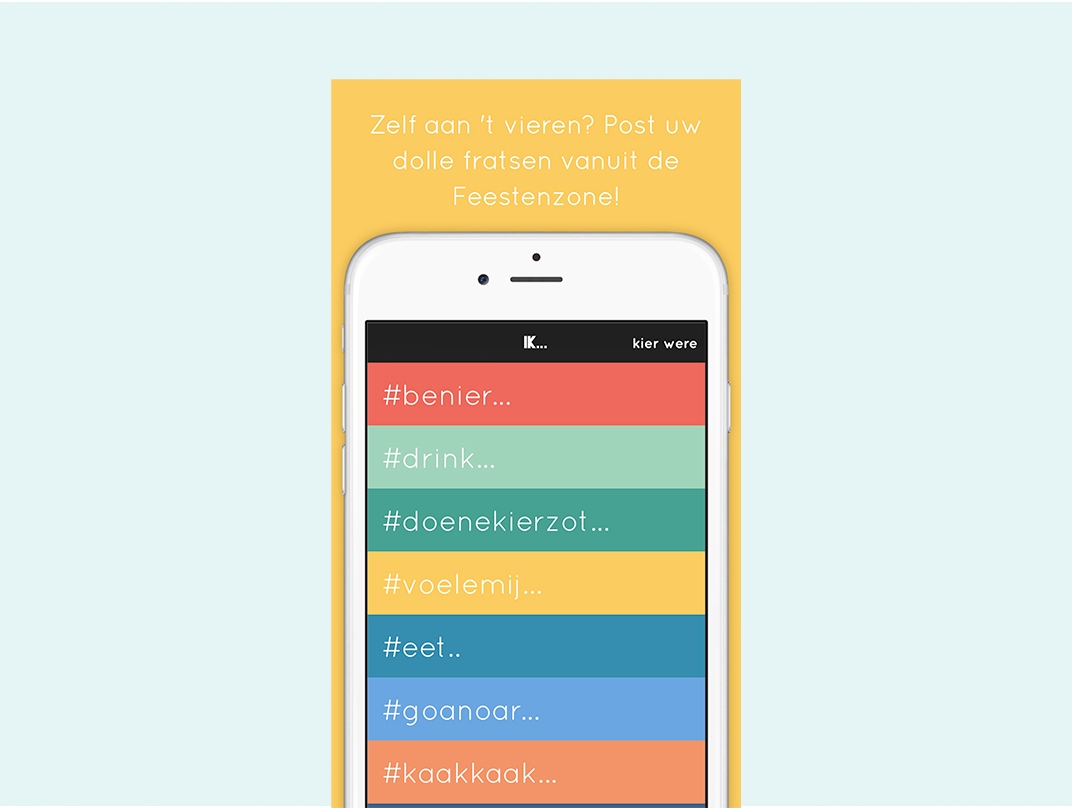 Zelf aan 't vieren? Post uw
dolle fratsen vanuit de
Feestenzone!
IK...
kier were
#benier...
#drink...
#doenekierzot...
#voelemij...
#eet..
#goanoar...
#kaakkaak...